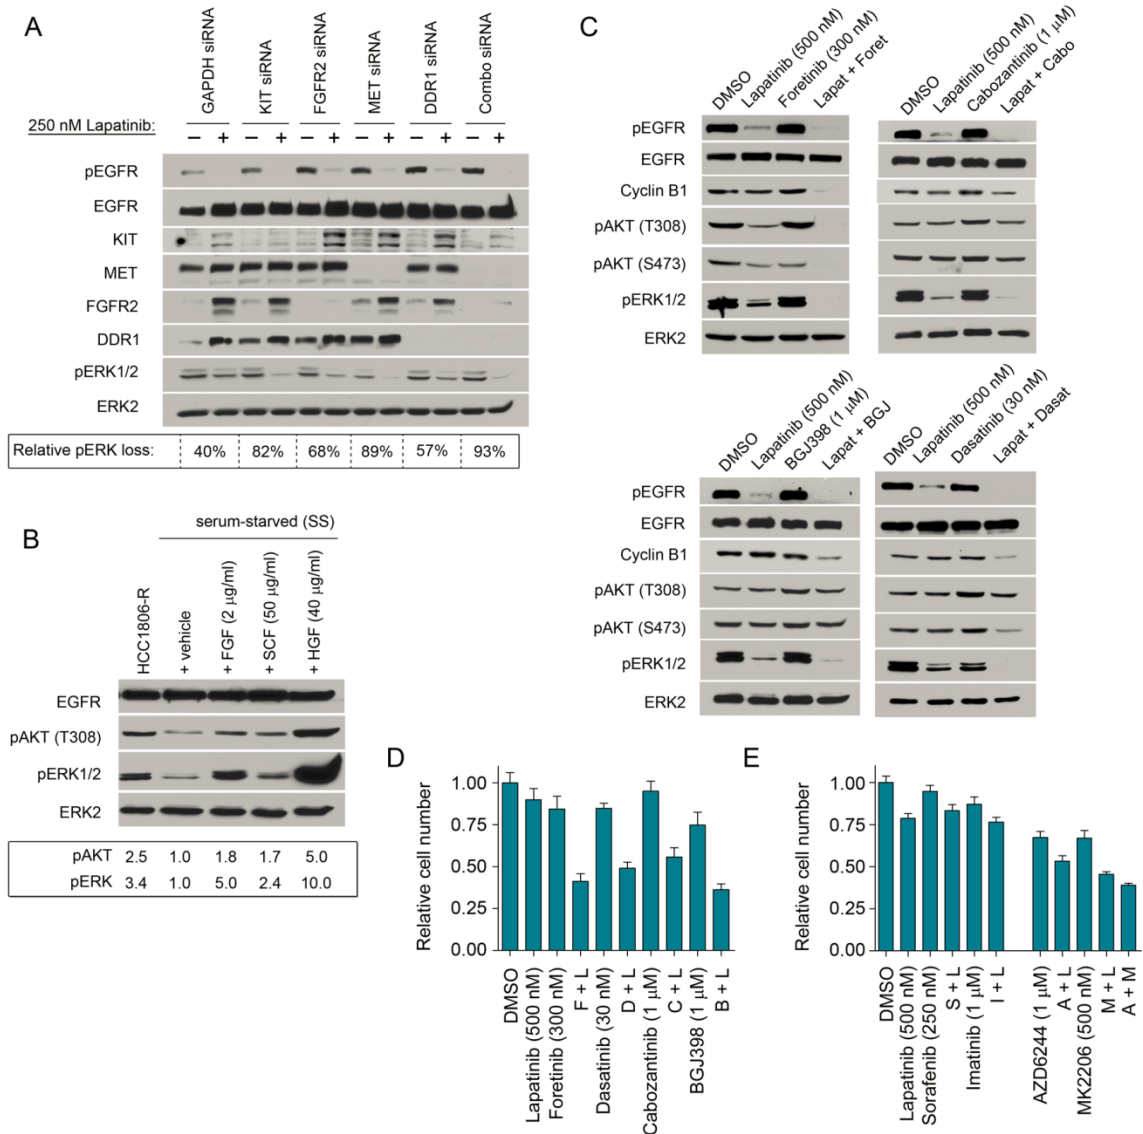 A
GAPDH siRNA
KIT siRNA
FGFR2 siRNA
MET siRNA
DDR1 siRNA
Combo siRNA
250 nM Lapatinib: − + − + − + − + − + − +
pEGFR
EGFR
KIT
MET
FGFR2
DDR1
pERK1/2
ERK2
Relative pERK loss: 40% 82% 68% 89% 57% 93%
B
serum-starved (SS)
HCC1806-R
+ vehicle
+ FGF (2 μg/ml)
+ SCF (50 μg/ml)
+ HGF (40 μg/ml)
EGFR
pAKT (T308)
pERK1/2
ERK2
pAKT 2.5 1.0 1.8 1.7 5.0
pERK 3.4 1.0 5.0 2.4 10.0
C
DMSO
Lapatinib (500 nM)
Foretinib (300 nM)
Lapat + Foret
DMSO
Lapatinib (500 nM)
Cabozantinib (1 μM)
Lapat + Cabo
pEGFR
EGFR
Cyclin B1
pAKT (T308)
pAKT (S473)
pERK1/2
ERK2
DMSO
Lapatinib (500 nM)
BGJ398 (1 μM)
Lapat + BGJ
DMSO
Lapatinib (500 nM)
Dasatinib (30 nM)
Lapat + Dasat
pEGFR
EGFR
Cyclin B1
pAKT (T308)
pAKT (S473)
pERK1/2
ERK2
D
Relative cell number
1.00
0.75
0.50
0.25
0.00
DMSO
Lapatinib (500 nM)
Foretinib (300 nM)
F + L
Dasatinib (30 nM)
D + L
Cabozantinib (1 μM)
C + L
BGJ398 (1 μM)
B + L
E
Relative cell number
1.00
0.75
0.50
0.25
0.00
DMSO
Lapatinib (500 nM)
Sorafenib (250 nM)
S + L
Imatinib (1 μM)
I + L
AZD6244 (1 μM)
A + L
MK2206 (500 nM)
M + L
A + M